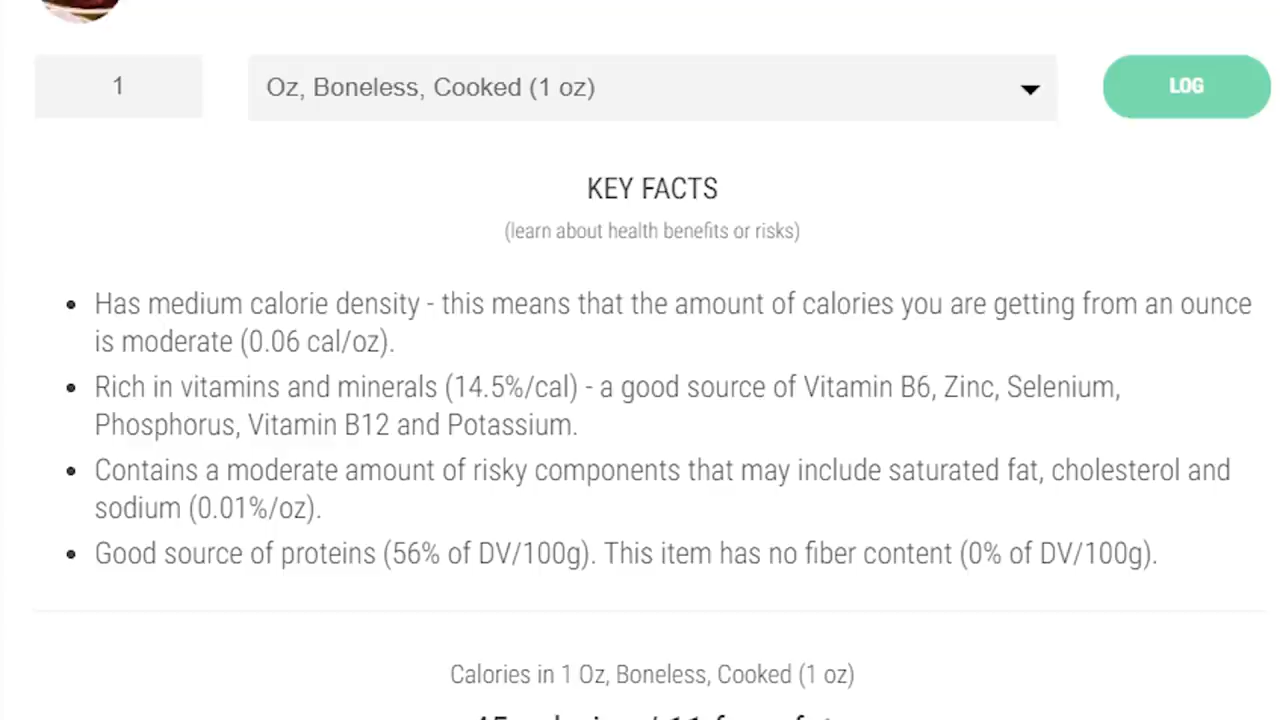 1
Oz, Boneless, Cooked (1 oz)
LOG
KEY FACTS
(learn about health benefits or risks)
Has medium calorie density - this means that the amount of calories you are getting from an ounce
is moderate (0.06 cal/oz).
Rich in vitamins and minerals (14.5%/cal) - a good source of Vitamin B6, Zinc, Selenium,
Phosphorus, Vitamin B12 and Potassium.
Contains a moderate amount of risky components that may include saturated fat, cholesterol and
sodium (0.01%/oz).
Good source of proteins (56% of DV/100g). This item has no fiber content (0% of DV/100g).
Calories in 1 Oz, Boneless, Cooked (1 oz)